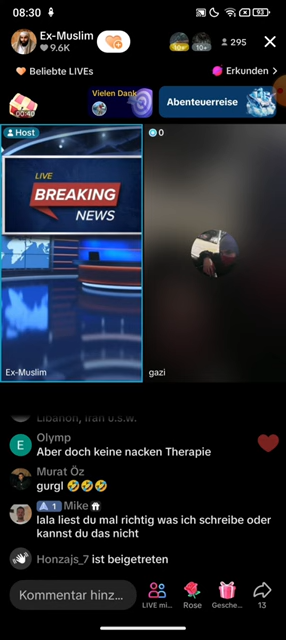 08:30
93
Ex-Muslim
9.6K
10+
10+
295
Beliebte LIVEs
Erkunden >
00:40
Vielen Dank
Abenteuerreise
Host
0
LIVE
BREAKING
NEWS
Ex-Muslim
gazi
Libanon, Iran u.s.w.
E
Olymp
Aber doch keine nacken Therapie
Murat Öz
gurgl 🤣🤣🤣
1 Mike
lala liest du mal richtig was ich schreibe oder
kannst du das nicht
Honzajs_7 ist beigetreten
Kommentar hinz...
LIVE mi...
Rose
Gesche...
13